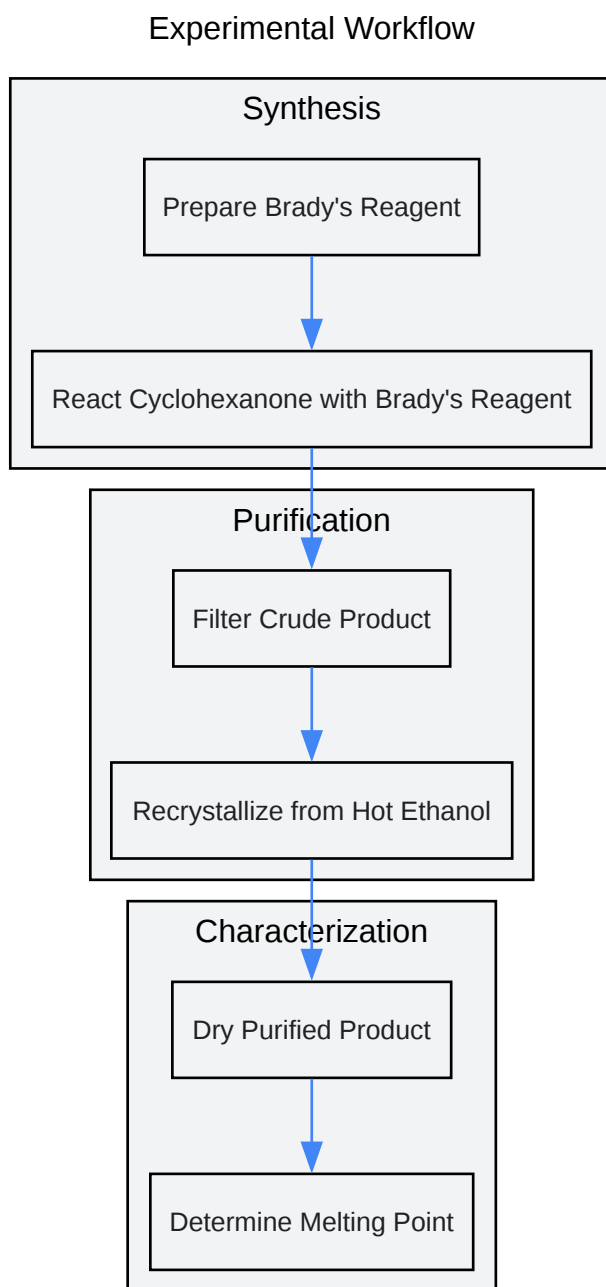 Experimental Workflow
Synthesis
Prepare Brady's Reagent
React Cyclohexanone with Brady's Reagent
Purification
Filter Crude Product
Recrystallize from Hot Ethanol
Characterization
Dry Purified Product
Determine Melting Point